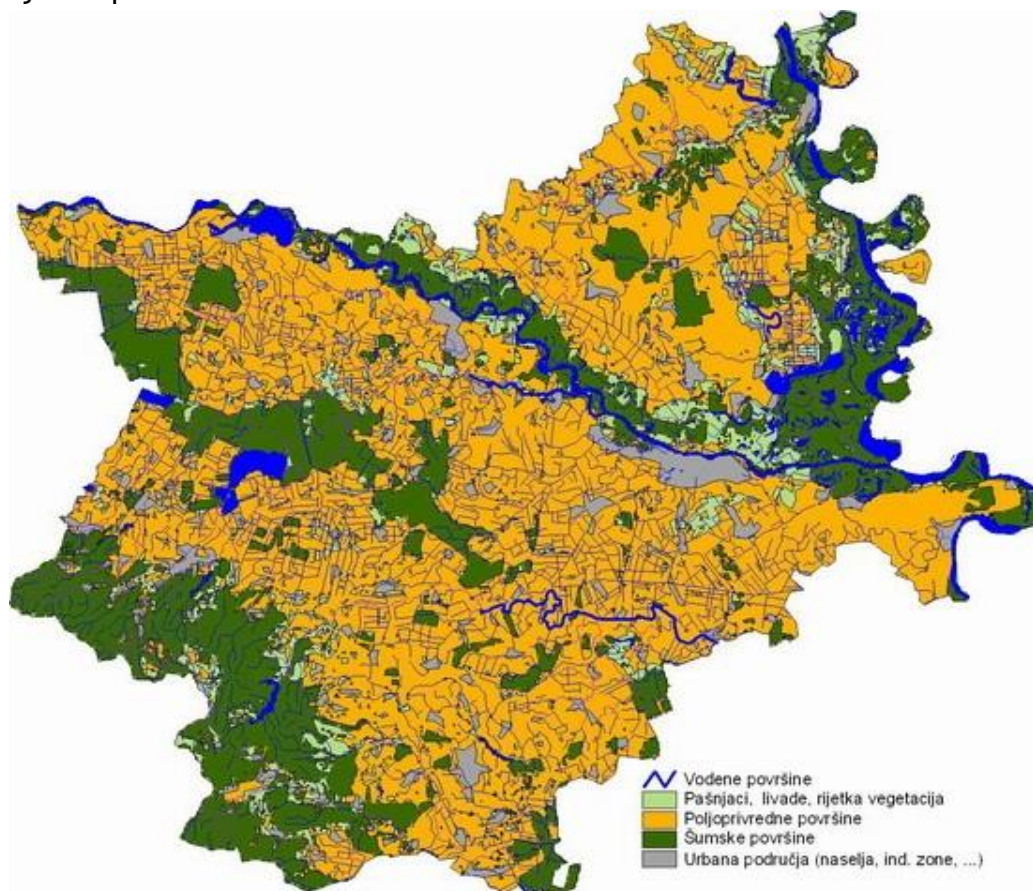 Vodene površine
Pašnjaci, livade, rijetka vegetacija
Poljoprivredne površine
Šumske površine
Urbana područja (naselja, ind. zone, ...)